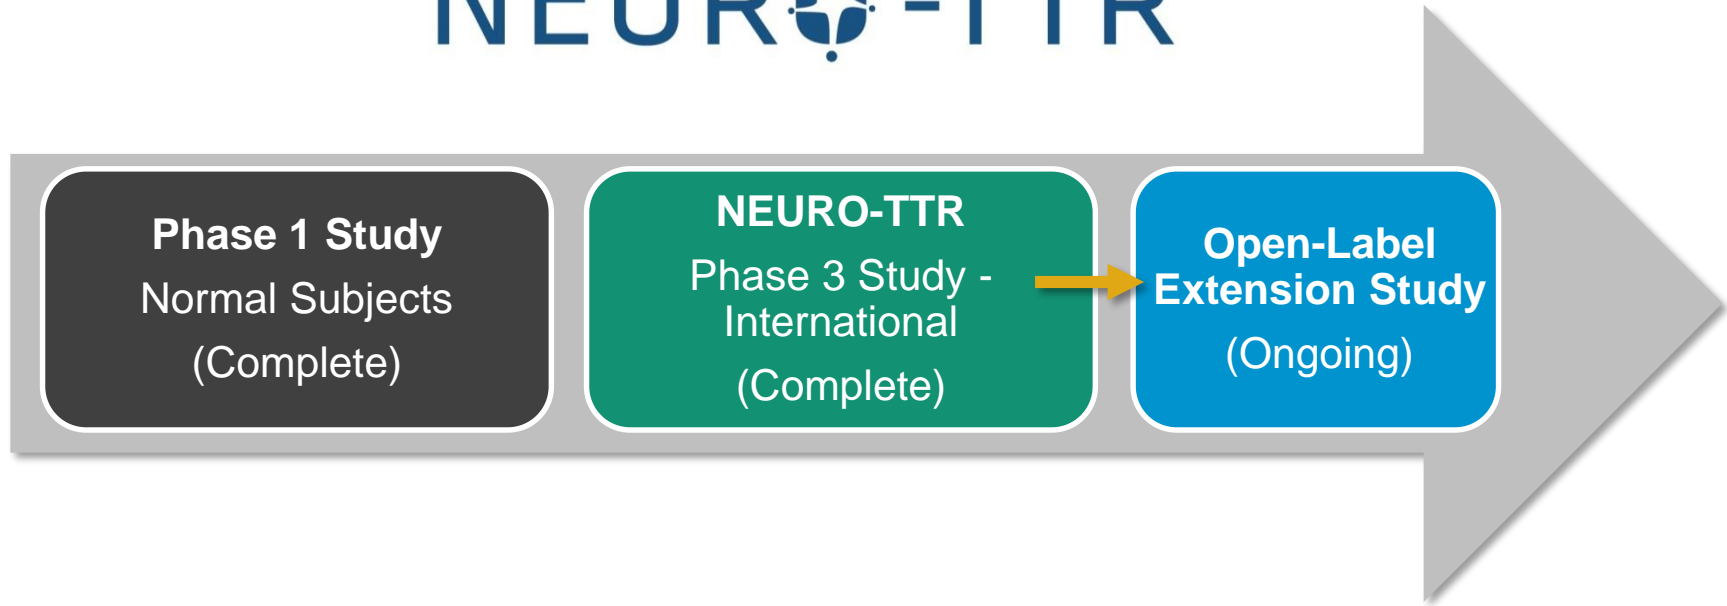 NEURO-TTR
Phase 1 Study
Normal Subjects
(Complete)
NEURO-TTR
Phase 3 Study -
International
(Complete)
Open-Label
Extension Study
(Ongoing)